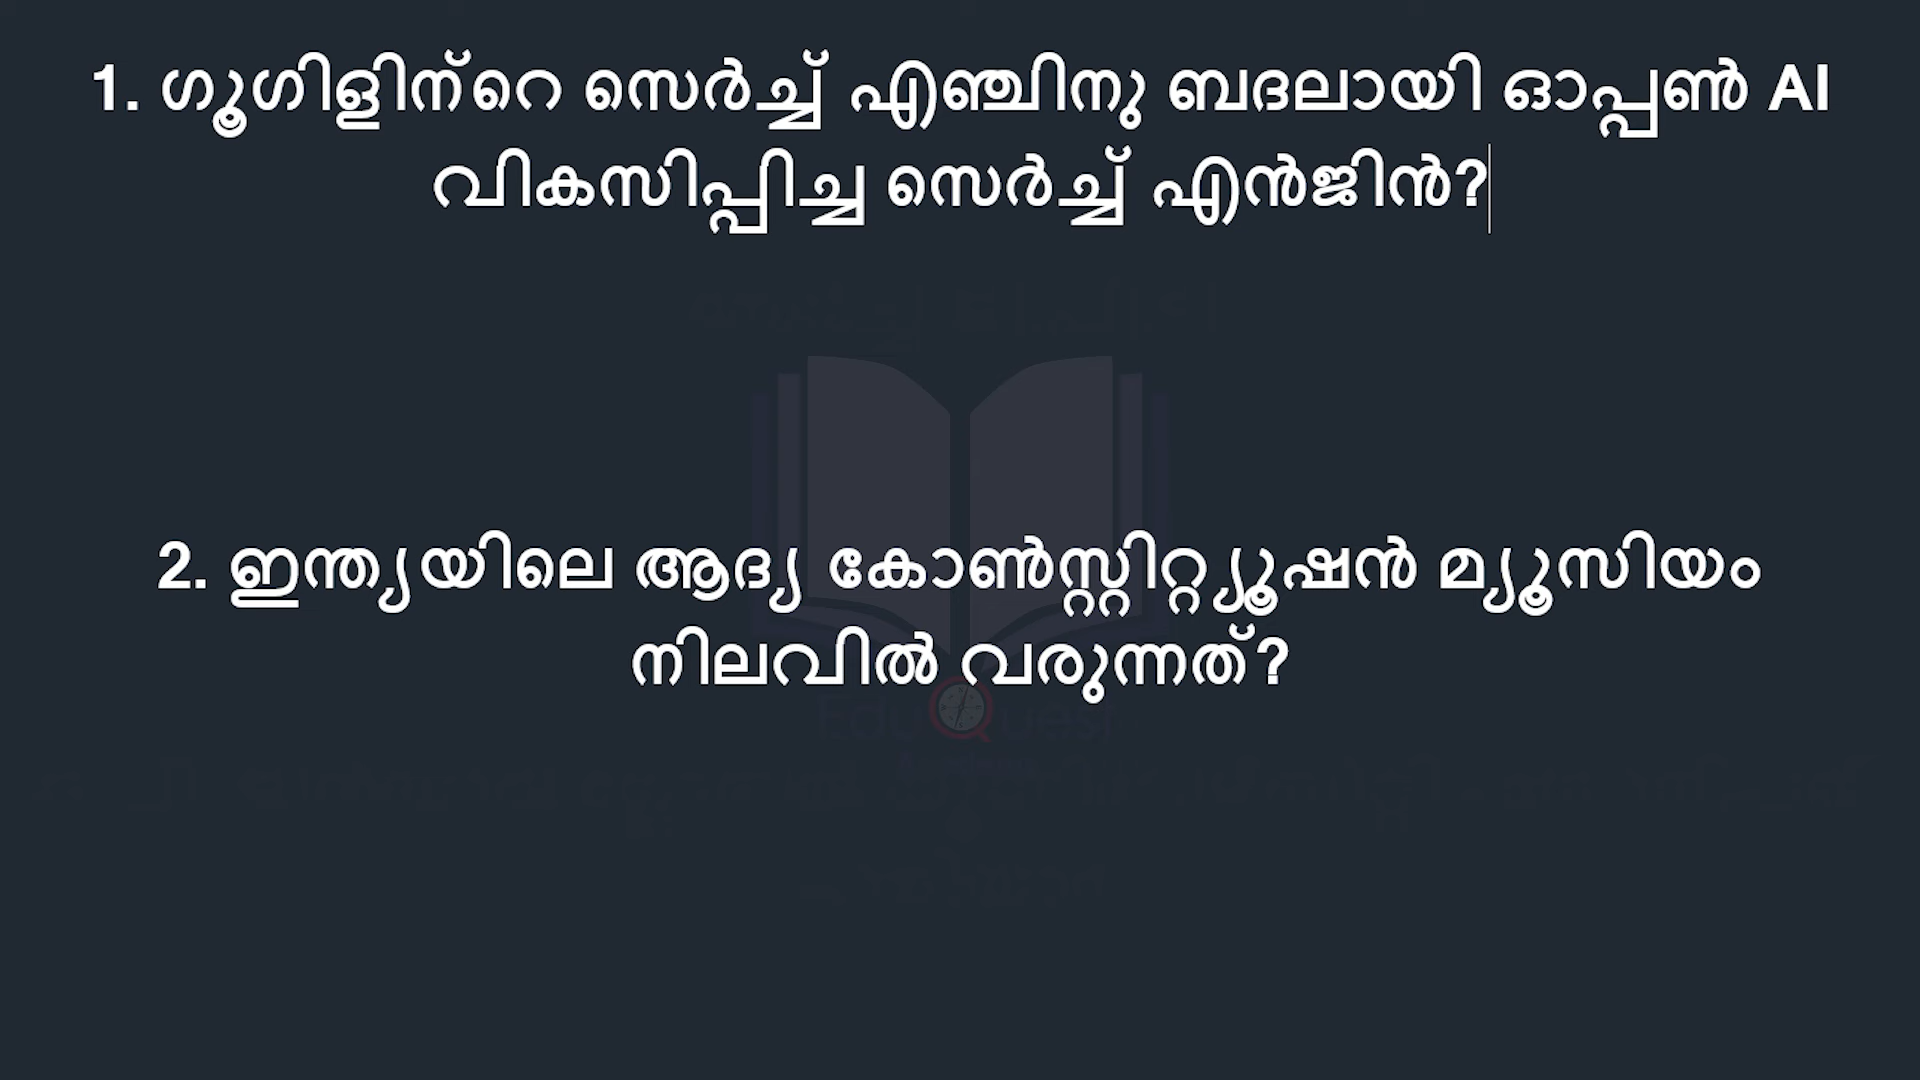 1. ഗൂഗിളിന്റെ സെർച്ച് എഞ്ചിനു ബദലായി ഓപ്പൺ AI
വികസിപ്പിച്ച സെർച്ച് എൻജിൻ?
2. ഇന്ത്യയിലെ ആദ്യ കോൺസ്റ്റിറ്റ്യൂഷൻ മ്യൂസിയം
നിലവിൽ വരുന്നത്?
EduQuest